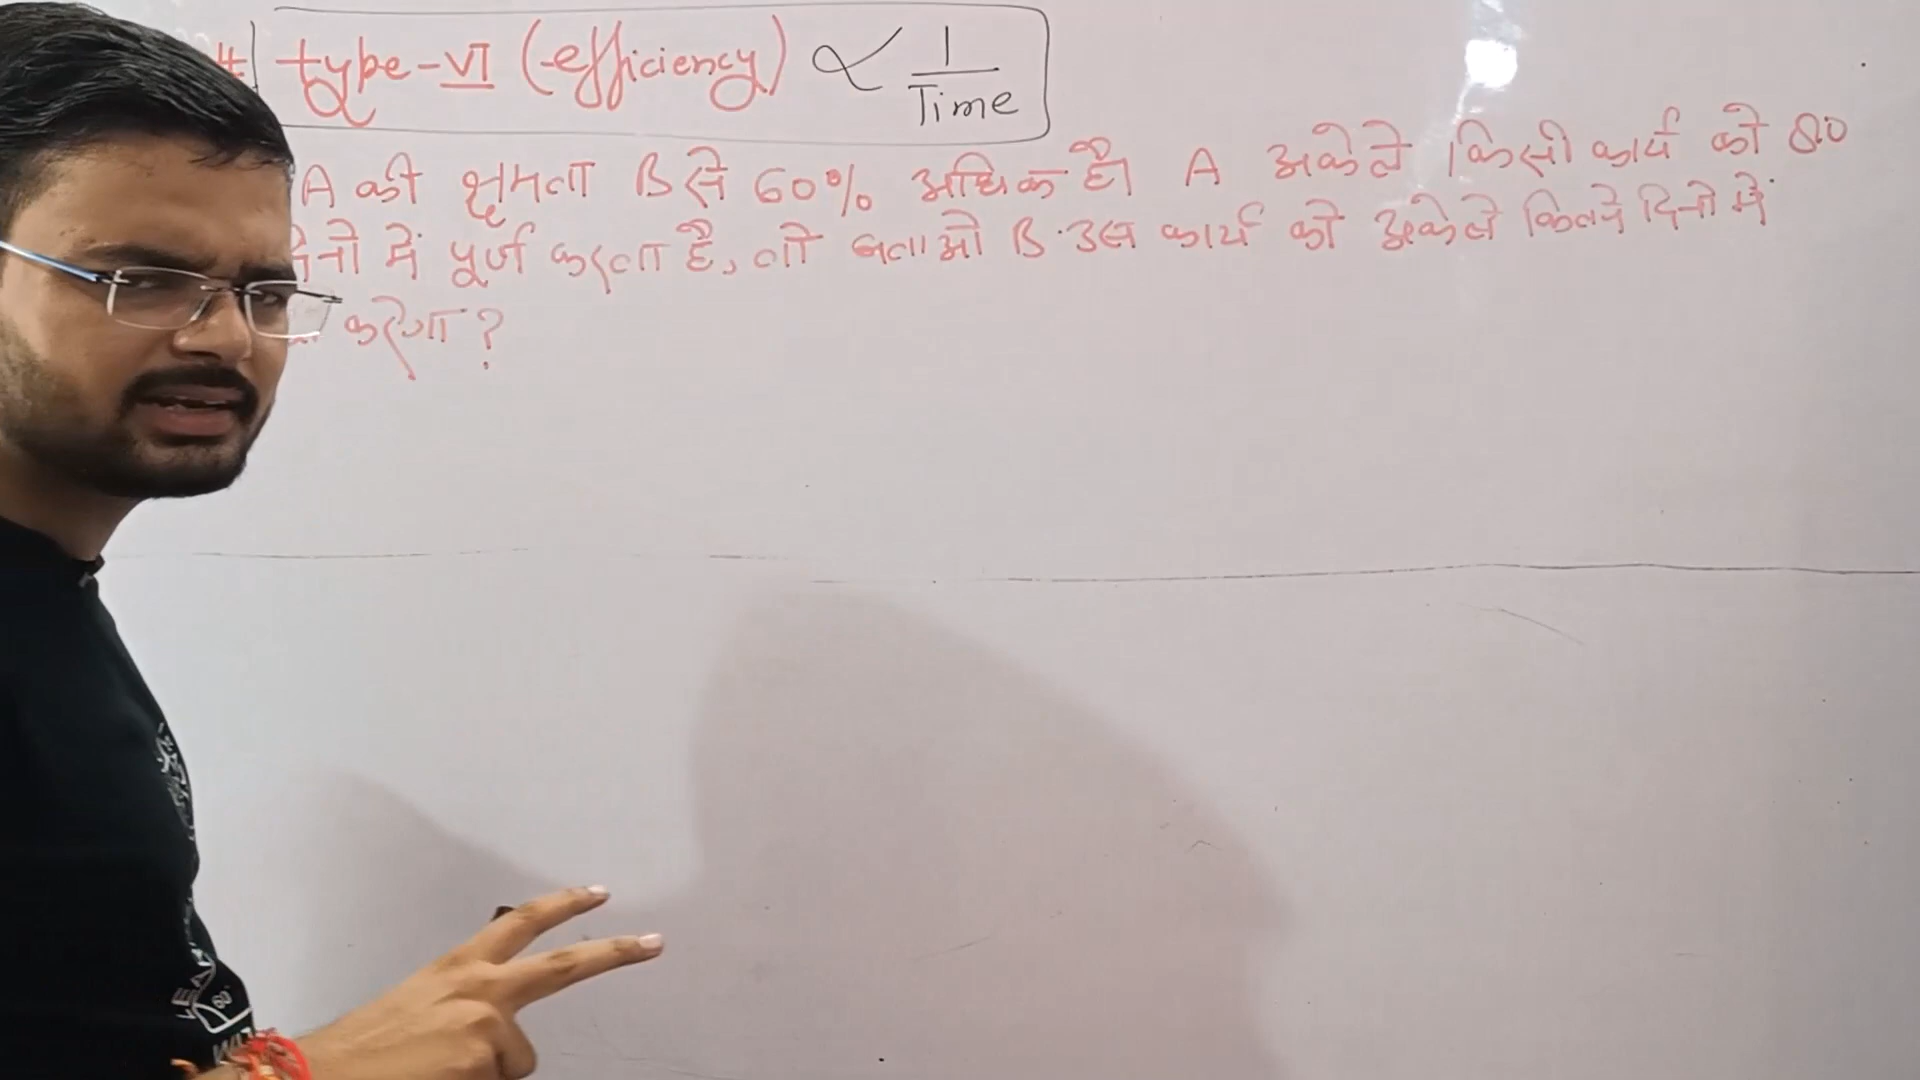 type-VI (efficiency) ∝ 1/Time
A की क्षमता B से 60% अधिक है। A अकेले किसी कार्य को 80
दिनों में पूर्ण करता है, तो बताओ B उस कार्य को अकेले कितने दिनों में
करेगा?